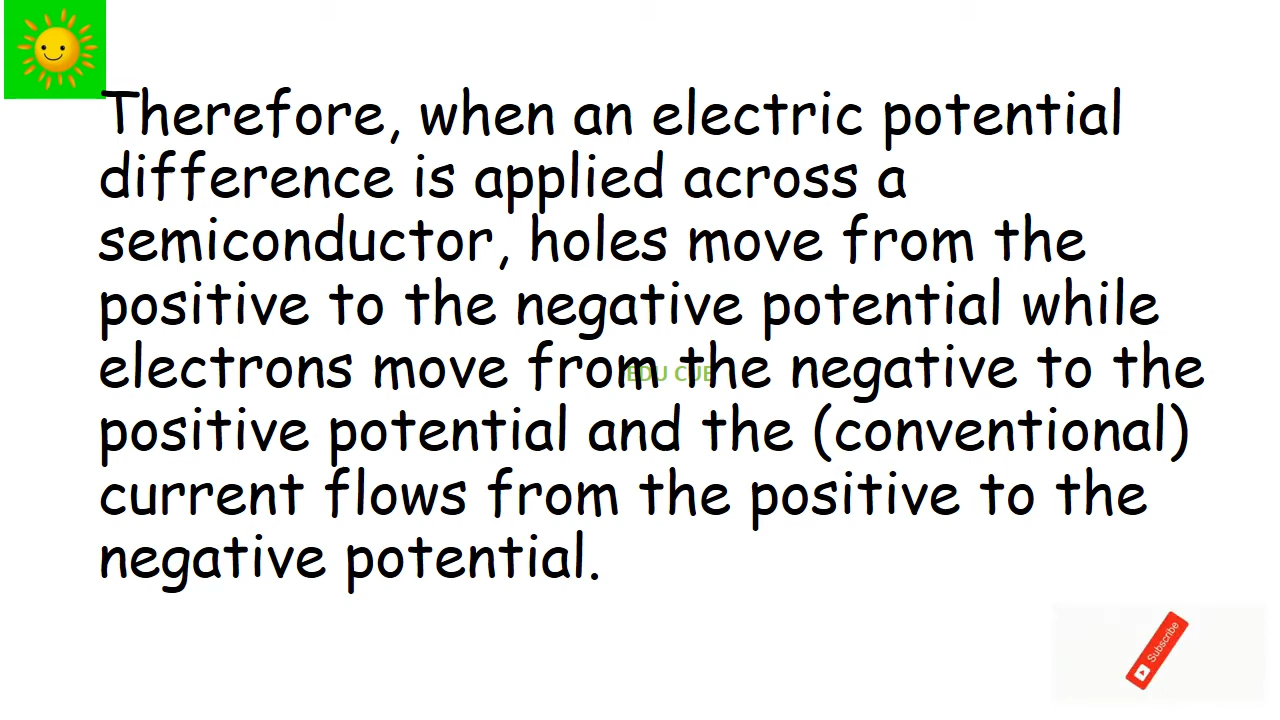 Therefore, when an electric potential
difference is applied across a
semiconductor, holes move from the
positive to the negative potential while
electrons move from the negative to the
EDU CUE
positive potential and the (conventional)
current flows from the positive to the
negative potential.
Subscribe